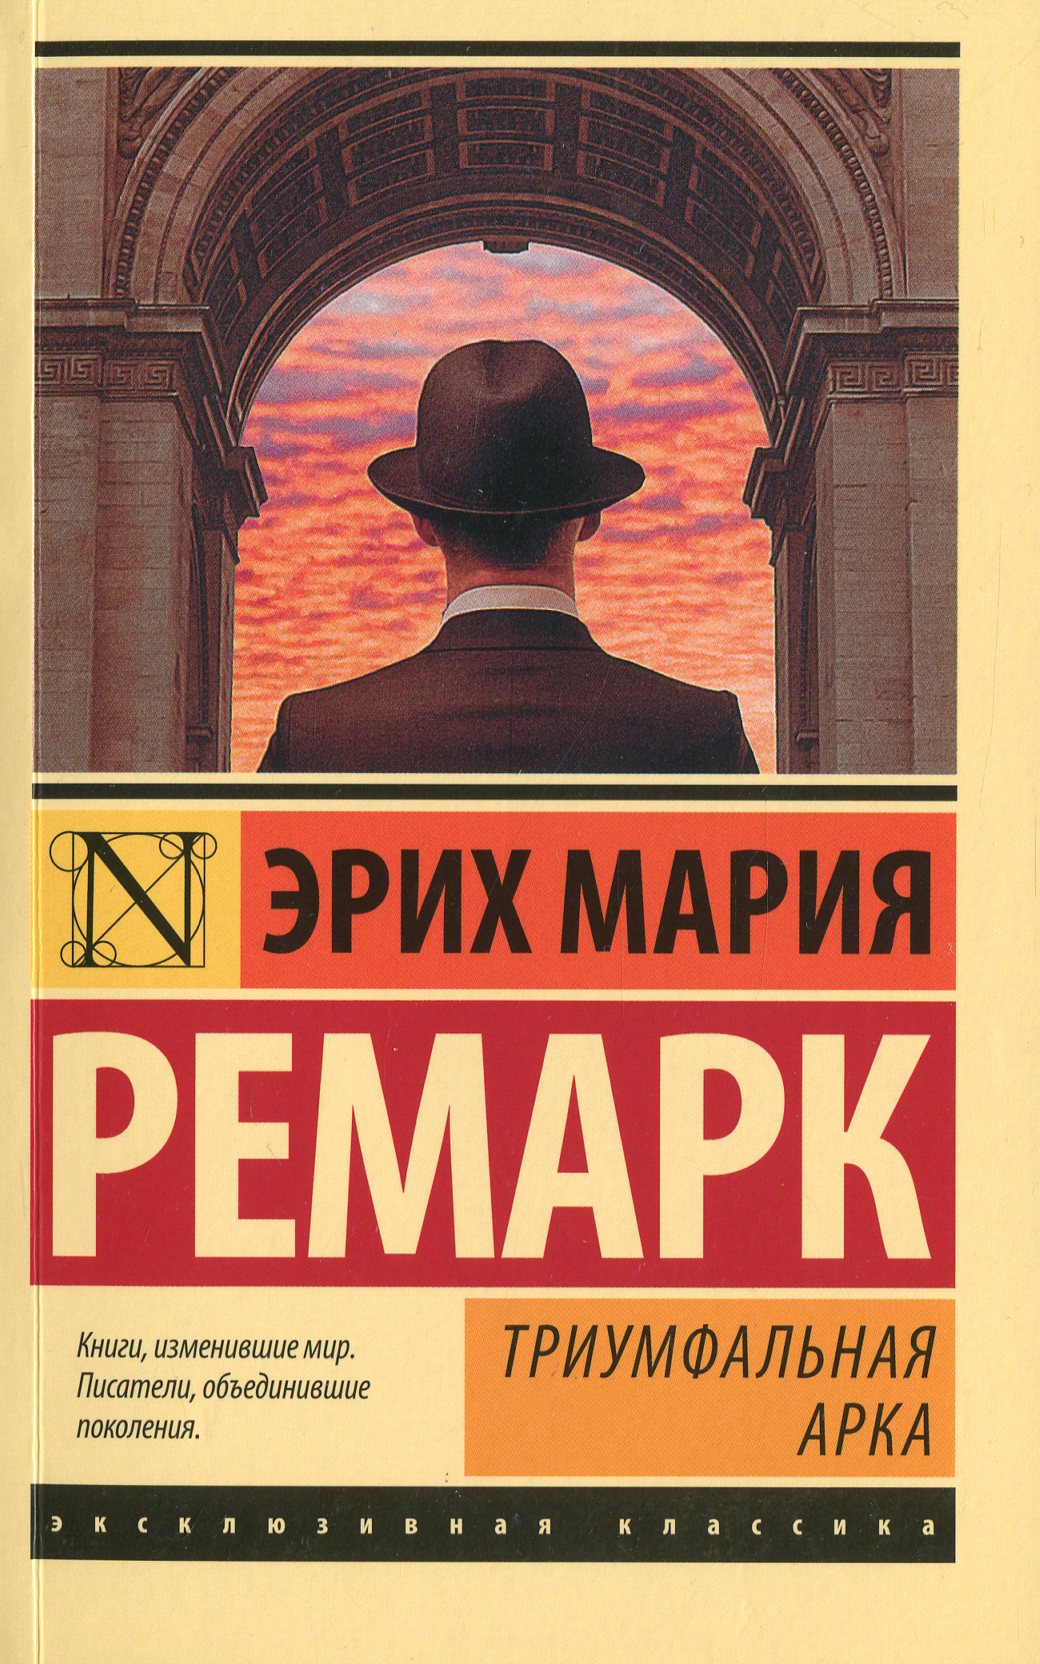 N
ЭРИХ МАРИЯ
РЕМАРК
Книги, изменившие мир.
Писатели, объединившие
поколения.
ТРИУМФАЛЬНАЯ
АРКА
эксклюзивная классика